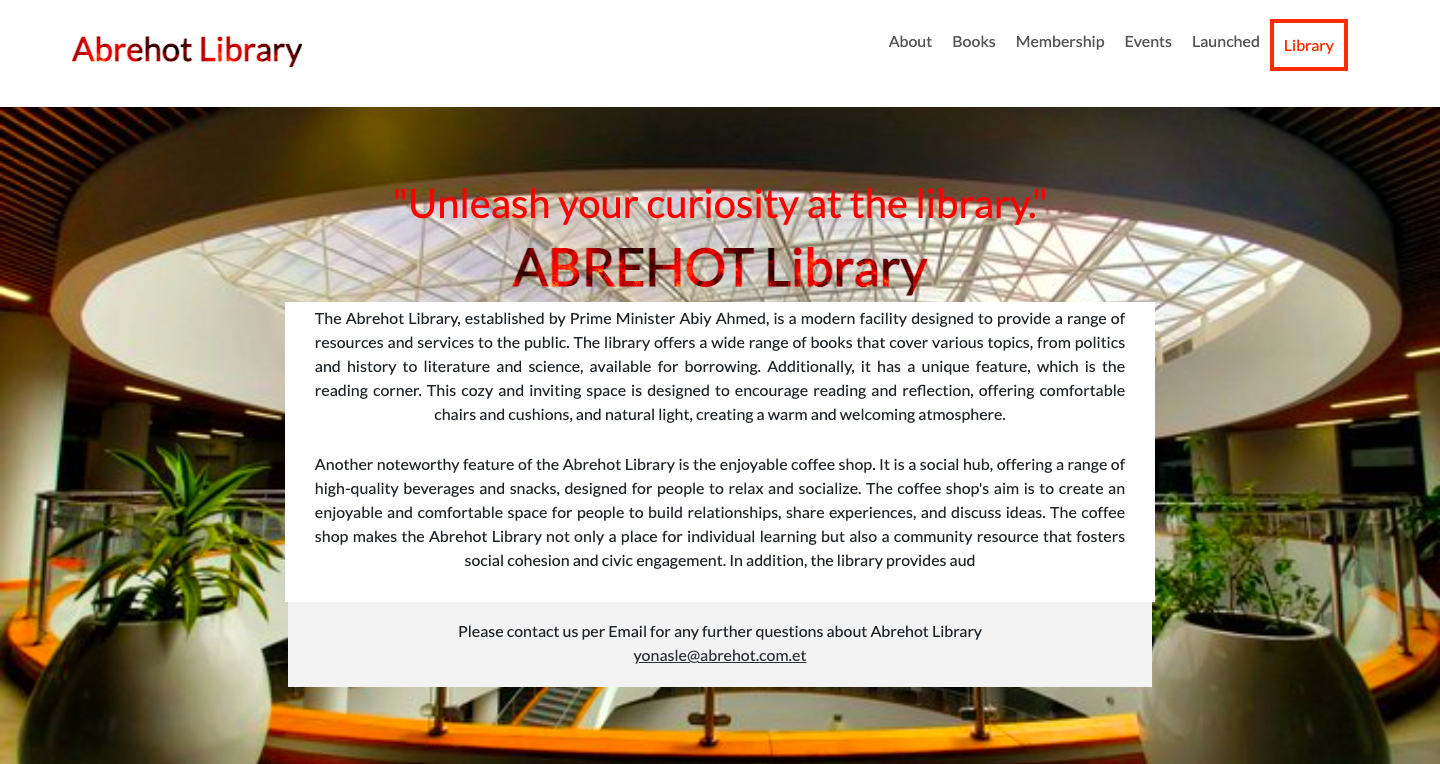 Abrehot Library
About Books Membership Events Launched Library
"Unleash your curiosity at the library."
ABREHOT Library
The Abrehot Library, established by Prime Minister Abiy Ahmed, is a modern facility designed to provide a range of
resources and services to the public. The library offers a wide range of books that cover various topics, from politics
and history to literature and science, available for borrowing. Additionally, it has a unique feature, which is the
reading corner. This cozy and inviting space is designed to encourage reading and reflection, offering comfortable
chairs and cushions, and natural light, creating a warm and welcoming atmosphere.
Another noteworthy feature of the Abrehot Library is the enjoyable coffee shop. It is a social hub, offering a range of
high-quality beverages and snacks, designed for people to relax and socialize. The coffee shop's aim is to create an
enjoyable and comfortable space for people to build relationships, share experiences, and discuss ideas. The coffee
shop makes the Abrehot Library not only a place for individual learning but also a community resource that fosters
social cohesion and civic engagement. In addition, the library provides aud
Please contact us per Email for any further questions about Abrehot Library
yonasle@abrehot.com.et